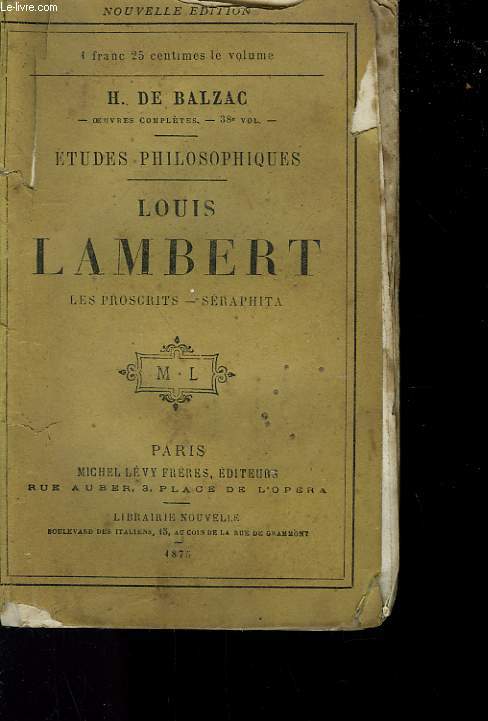 Le-livre.com
NOUVELLE ÉDITION
1 franc 25 centimes le volume
H. DE BALZAC
— ŒUVRES COMPLÈTES. — 38e VOL. —
ETUDES PHILOSOPHIQUES
LOUIS
LAMBERT
LES PROSCRITS — SÉRAPHITA
M · L
PARIS
MICHEL LÉVY FRÈRES, ÉDITEURS
RUE AUBER, 3, PLACE DE L'OPÉRA
LIBRAIRIE NOUVELLE
BOULEVARD DES ITALIENS, 15, AU COIN DE LA RUE DE GRAMMONT
1875